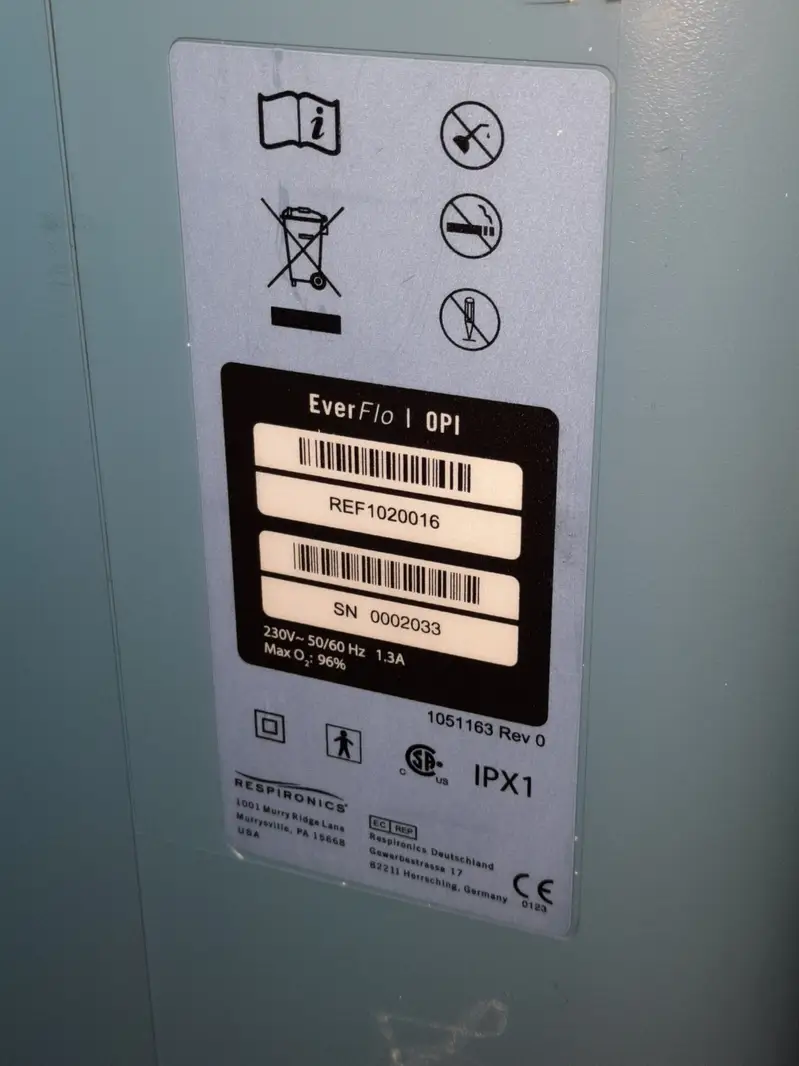 EverFlo | OPI
REF1020016
SN 0002033
230V~ 50/60 Hz 1.3A
Max O₂: 96%
1051163 Rev 0
C SA US
IPX1
RESPIRONICS
1001 Murry Ridge Lane
Murrysville, PA 15668
USA
EC REP
Respironics Deutschland
Gewerbestrasse 17
82211 Herrsching, Germany
CE
0123